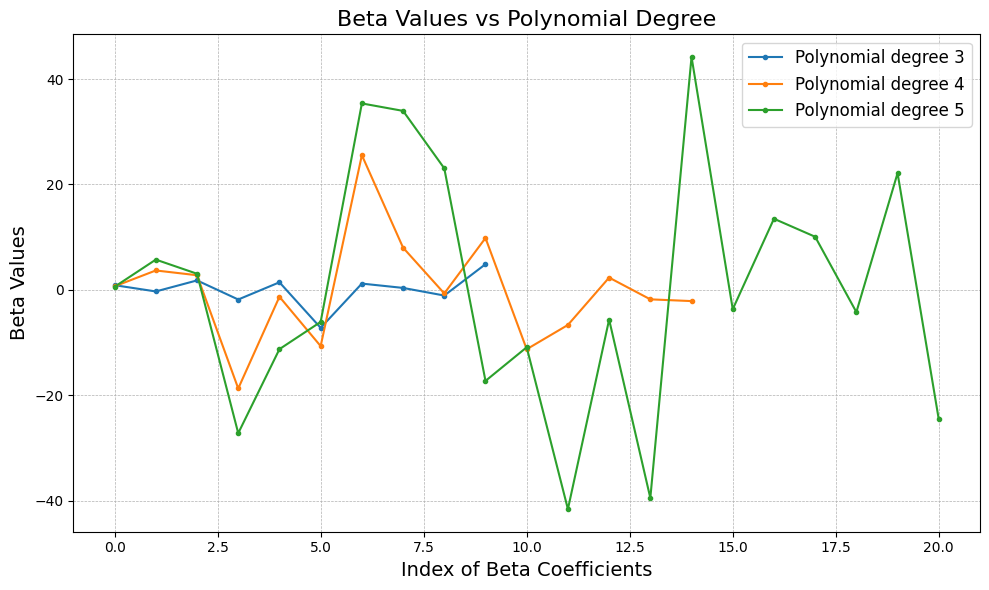 Beta Values vs Polynomial Degree
Polynomial degree 3
Polynomial degree 4
Polynomial degree 5
Beta Values
40
20
0
−20
−40
0.0 2.5 5.0 7.5 10.0 12.5 15.0 17.5 20.0
Index of Beta Coefficients